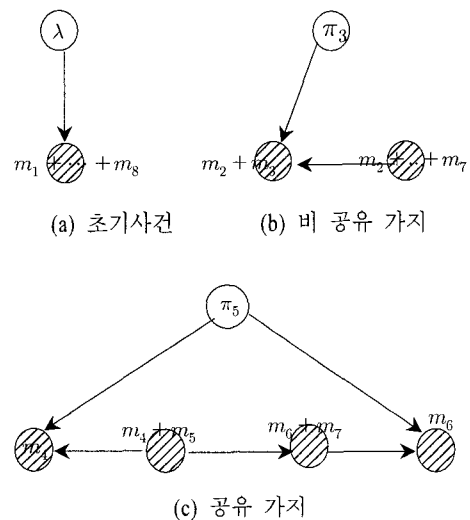 λ
π₃
m₁ + ⋯ + m₈
m₂ + m₃
m₂ + ⋯ + m₇
(a) 초기사건
(b) 비 공유 가지
π₅
m₄
m₄ + m₅
m₆ + m₇
m₆
(c) 공유 가지